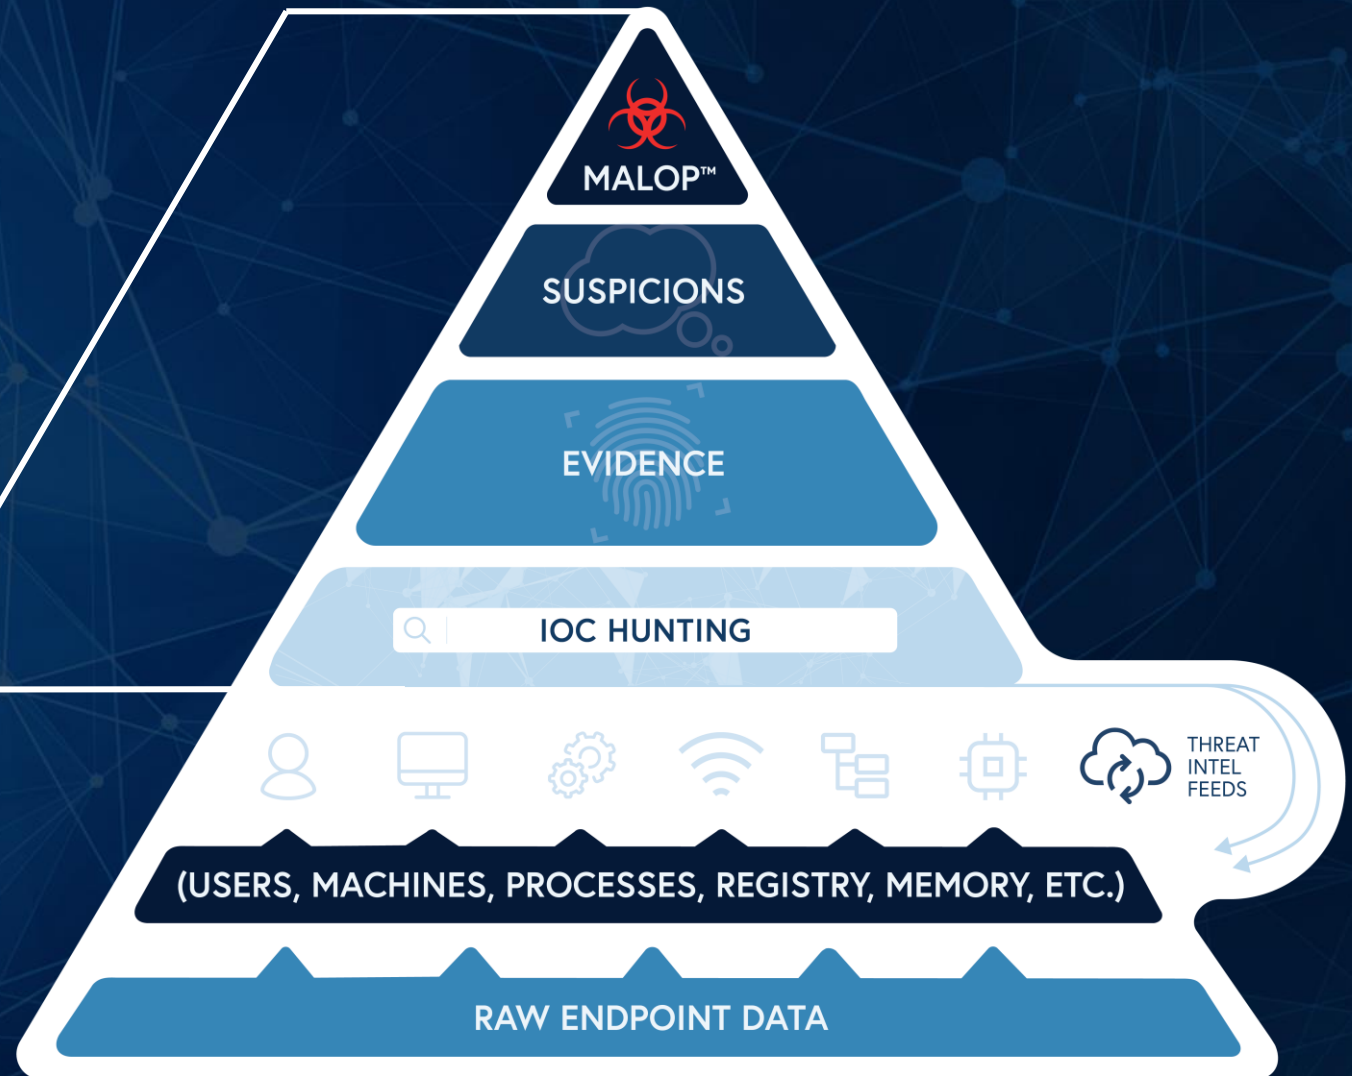 MALOP™
SUSPICIONS
EVIDENCE
IOC HUNTING
THREAT
INTEL
FEEDS
(USERS, MACHINES, PROCESSES, REGISTRY, MEMORY, ETC.)
RAW ENDPOINT DATA